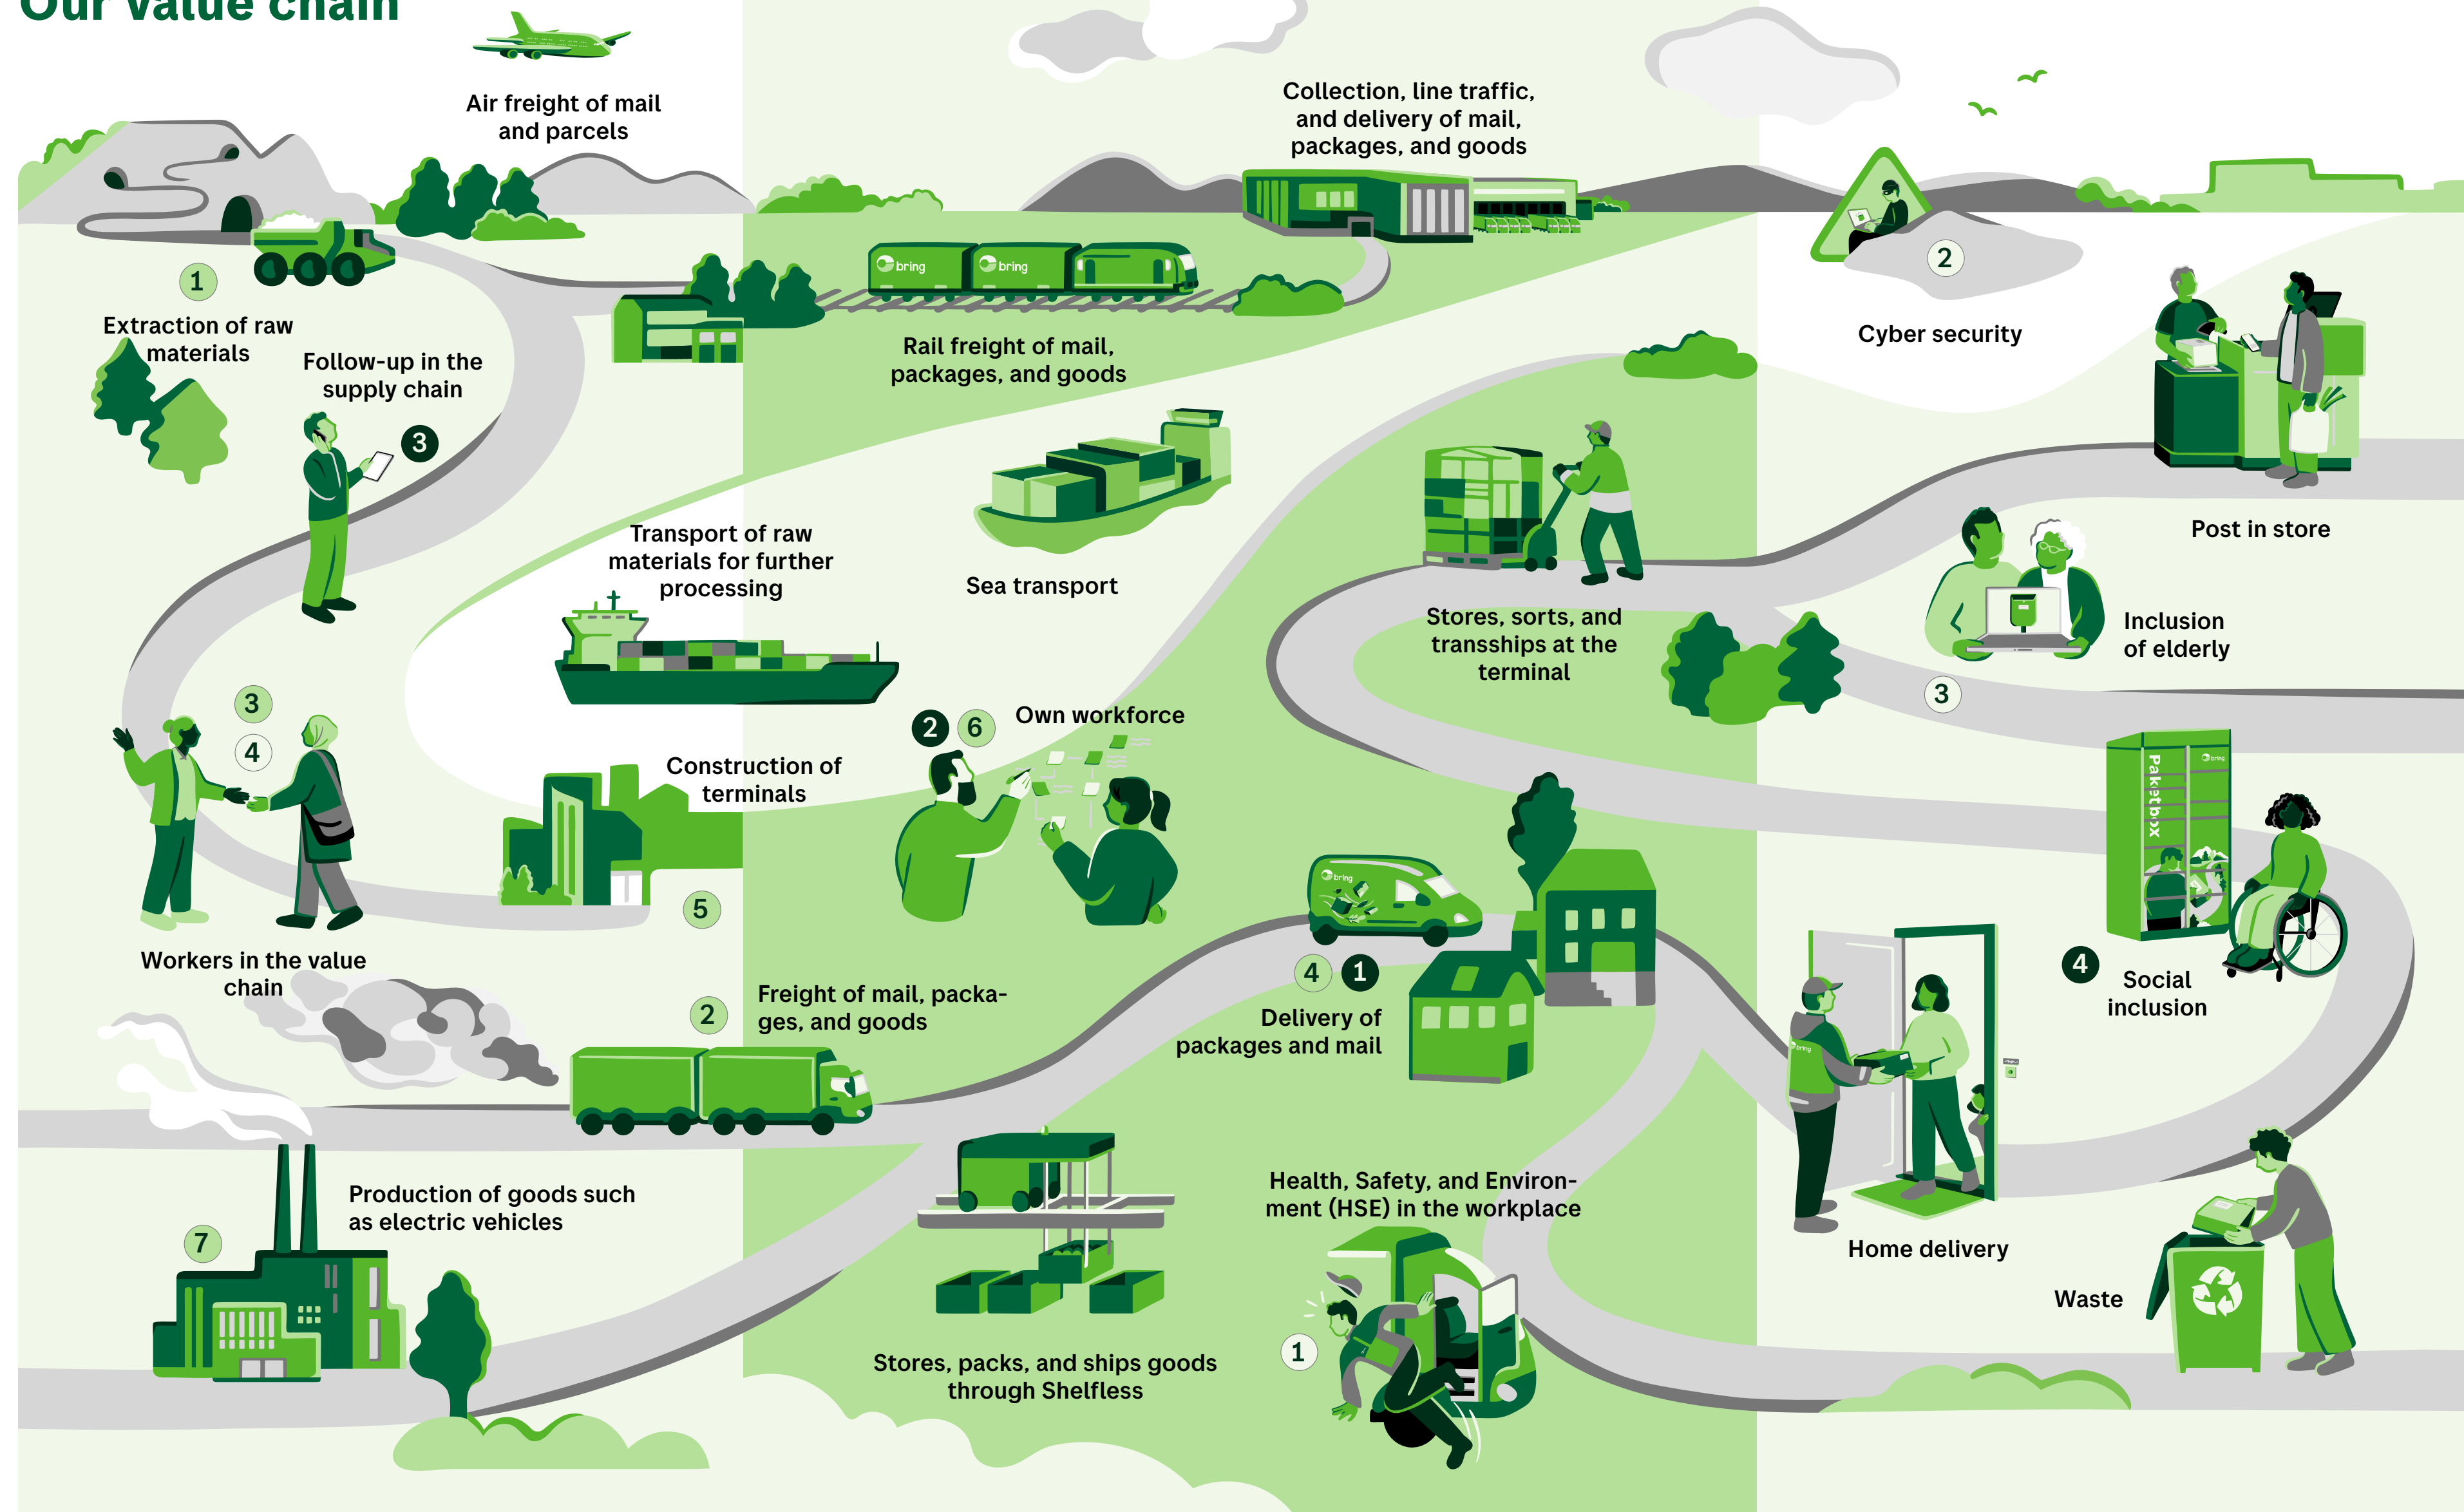 Our value chain
Air freight of mail
and parcels
Collection, line traffic,
and delivery of mail,
packages, and goods
1
Extraction of raw
materials
Follow-up in the
supply chain
3
bring
bring
Rail freight of mail,
packages, and goods
2
Cyber security
Transport of raw
materials for further
processing
Sea transport
Stores, sorts, and
transships at the
terminal
Post in store
Inclusion
of elderly
3
3
4
Workers in the value
chain
Construction of
terminals
5
2
6
Own workforce
bring
4
1
Delivery of
packages and mail
Paketbox
bring
4
Social
inclusion
2
Freight of mail, packa-
ges, and goods
7
Production of goods such
as electric vehicles
Stores, packs, and ships goods
through Shelfless
Health, Safety, and Environ-
ment (HSE) in the workplace
1
bring
Home delivery
Waste